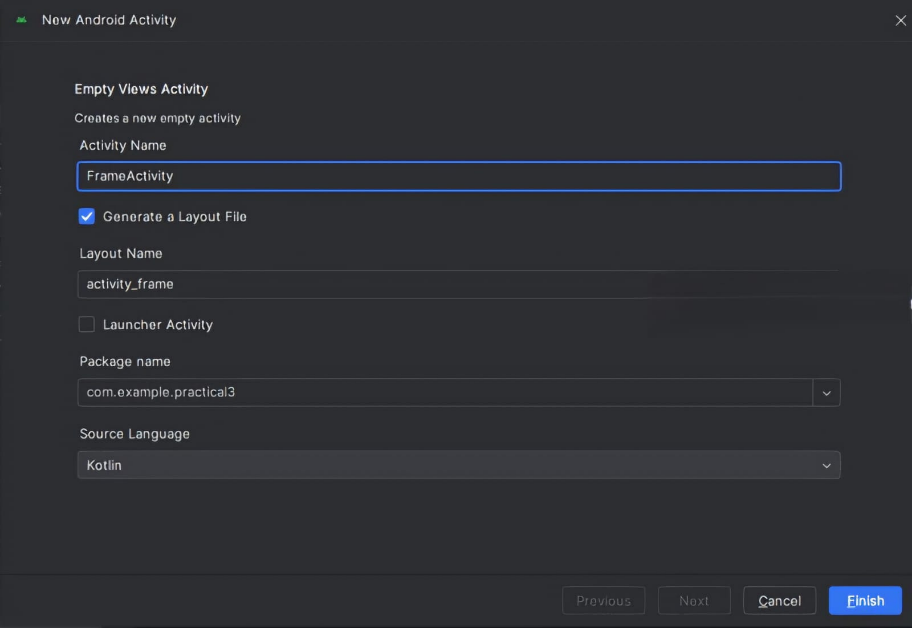 New Android Activity
Empty Views Activity
Creates a new empty activity
Activity Name
FrameActivity
Generate a Layout File
Layout Name
activity_frame
Launcher Activity
Package name
com.example.practical3
Source Language
Kotlin
Previous
Next
Cancel
Finish